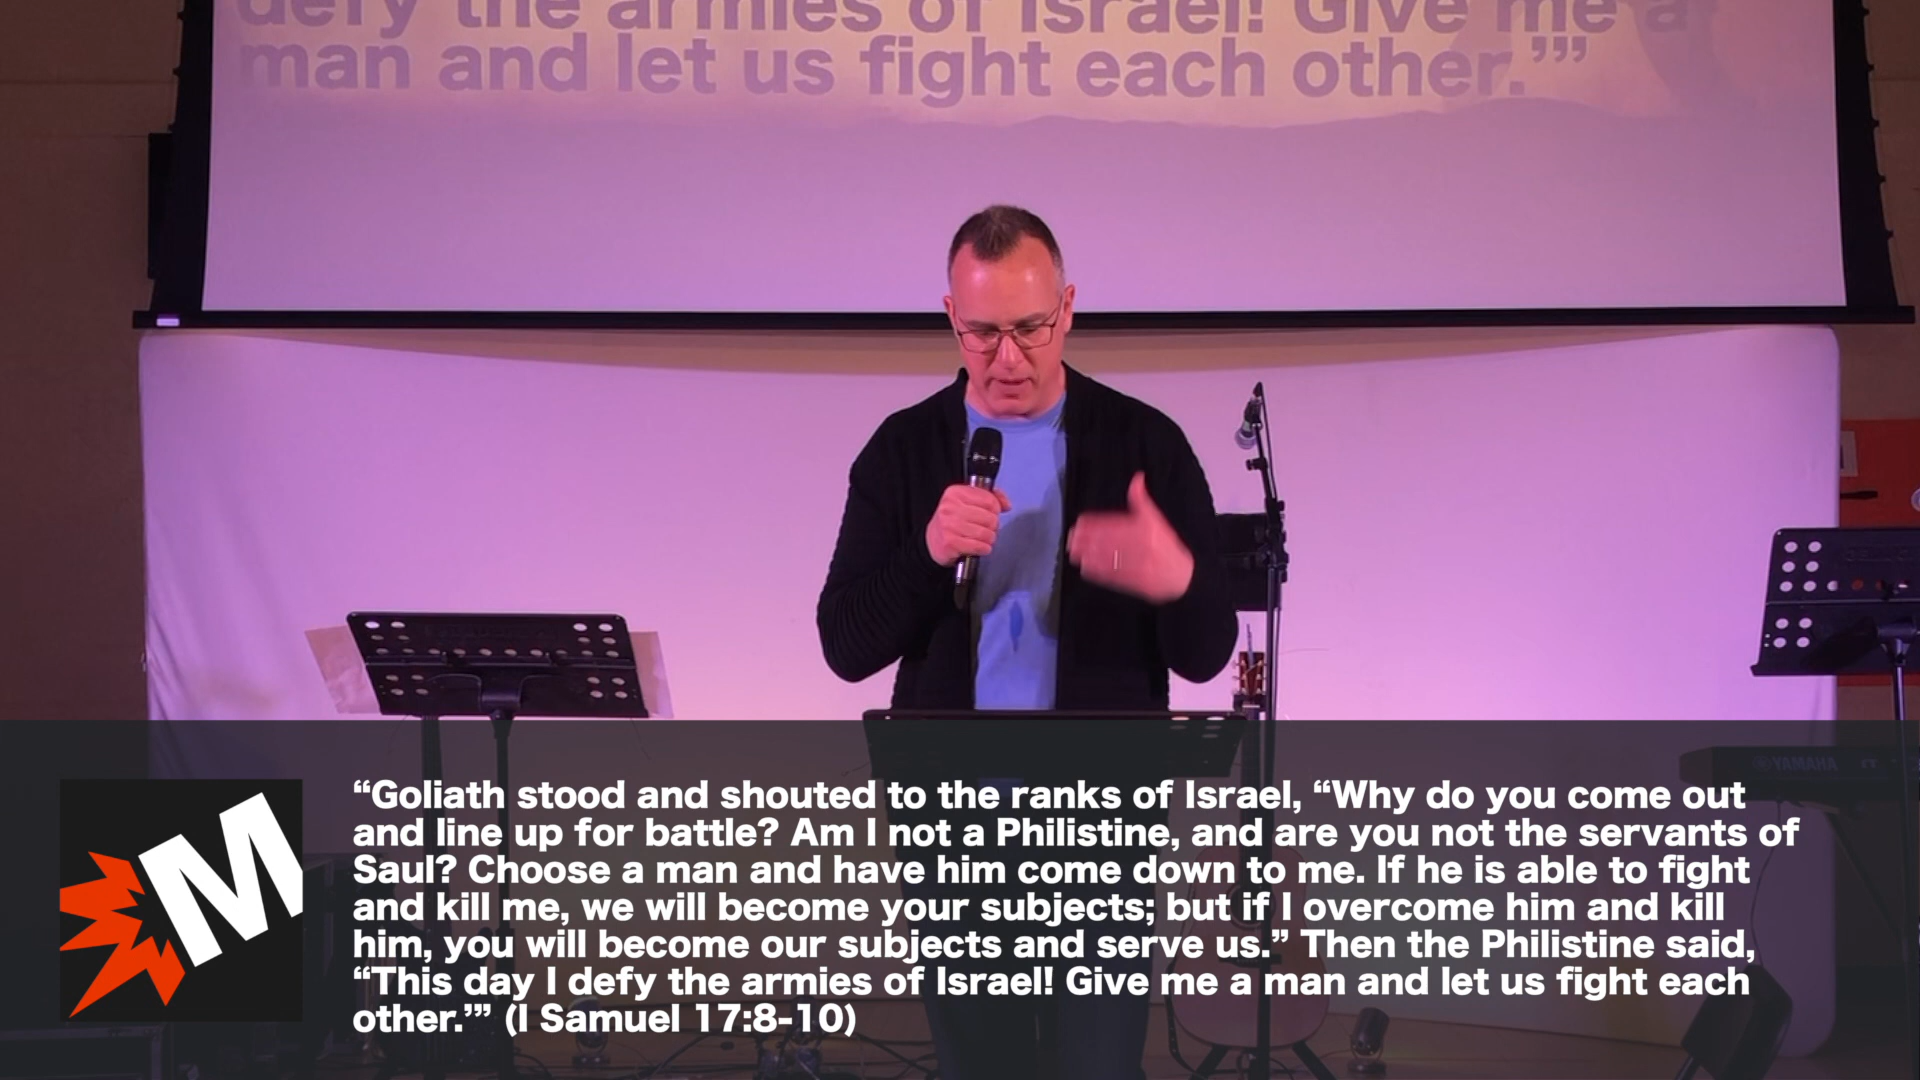 defy the armies of Israel! Give me a
man and let us fight each other.’”
YAMAHA
M
“Goliath stood and shouted to the ranks of Israel, “Why do you come out
and line up for battle? Am I not a Philistine, and are you not the servants of
Saul? Choose a man and have him come down to me. If he is able to fight
and kill me, we will become your subjects; but if I overcome him and kill
him, you will become our subjects and serve us.” Then the Philistine said,
“This day I defy the armies of Israel! Give me a man and let us fight each
other.’” (I Samuel 17:8-10)